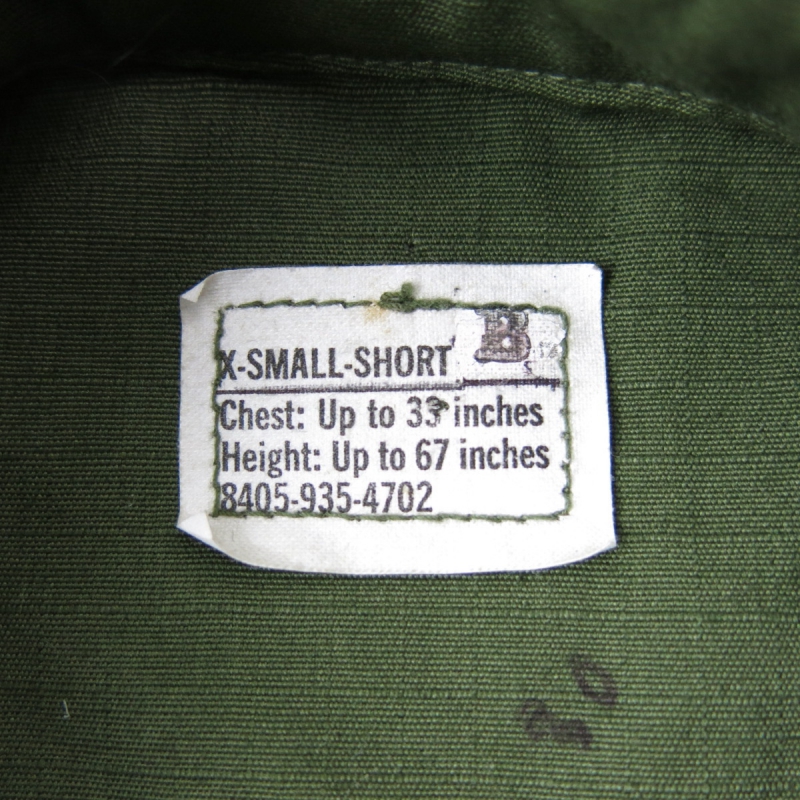 X-SMALL-SHORT B
Chest: Up to 33 inches
Height: Up to 67 inches
8405-935-4702